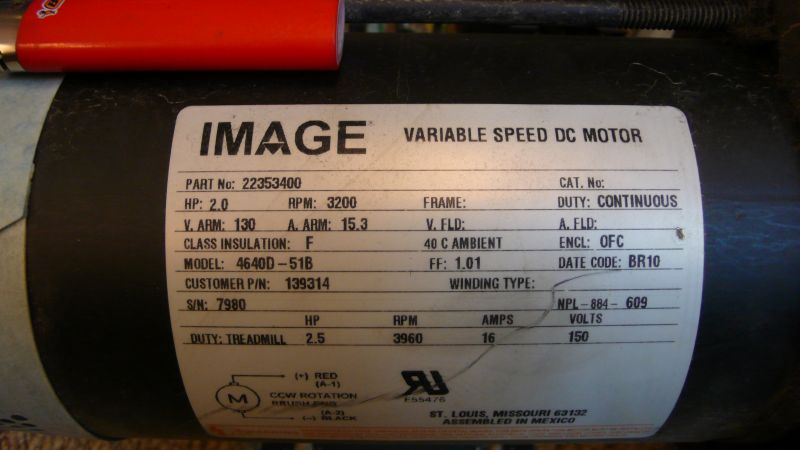 IMAGE VARIABLE SPEED DC MOTOR
PART No: 22353400 CAT. No:
HP: 2.0 RPM: 3200 FRAME: DUTY: CONTINUOUS
V. ARM: 130 A. ARM: 15.3 V. FLD: A. FLD:
CLASS INSULATION: F 40 C AMBIENT ENCL: OFC
MODEL: 4640D-51B FF: 1.01 DATE CODE: BR10
CUSTOMER P/N: 139314 WINDING TYPE:
S/N: 7980 NPL-884-609
HP RPM AMPS VOLTS
DUTY: TREADMILL 2.5 3960 16 150
(+) RED
(A-1)
M CCW ROTATION
BRUSH END
(A-2)
(-) BLACK
E55476
ST. LOUIS, MISSOURI 63132
ASSEMBLED IN MEXICO